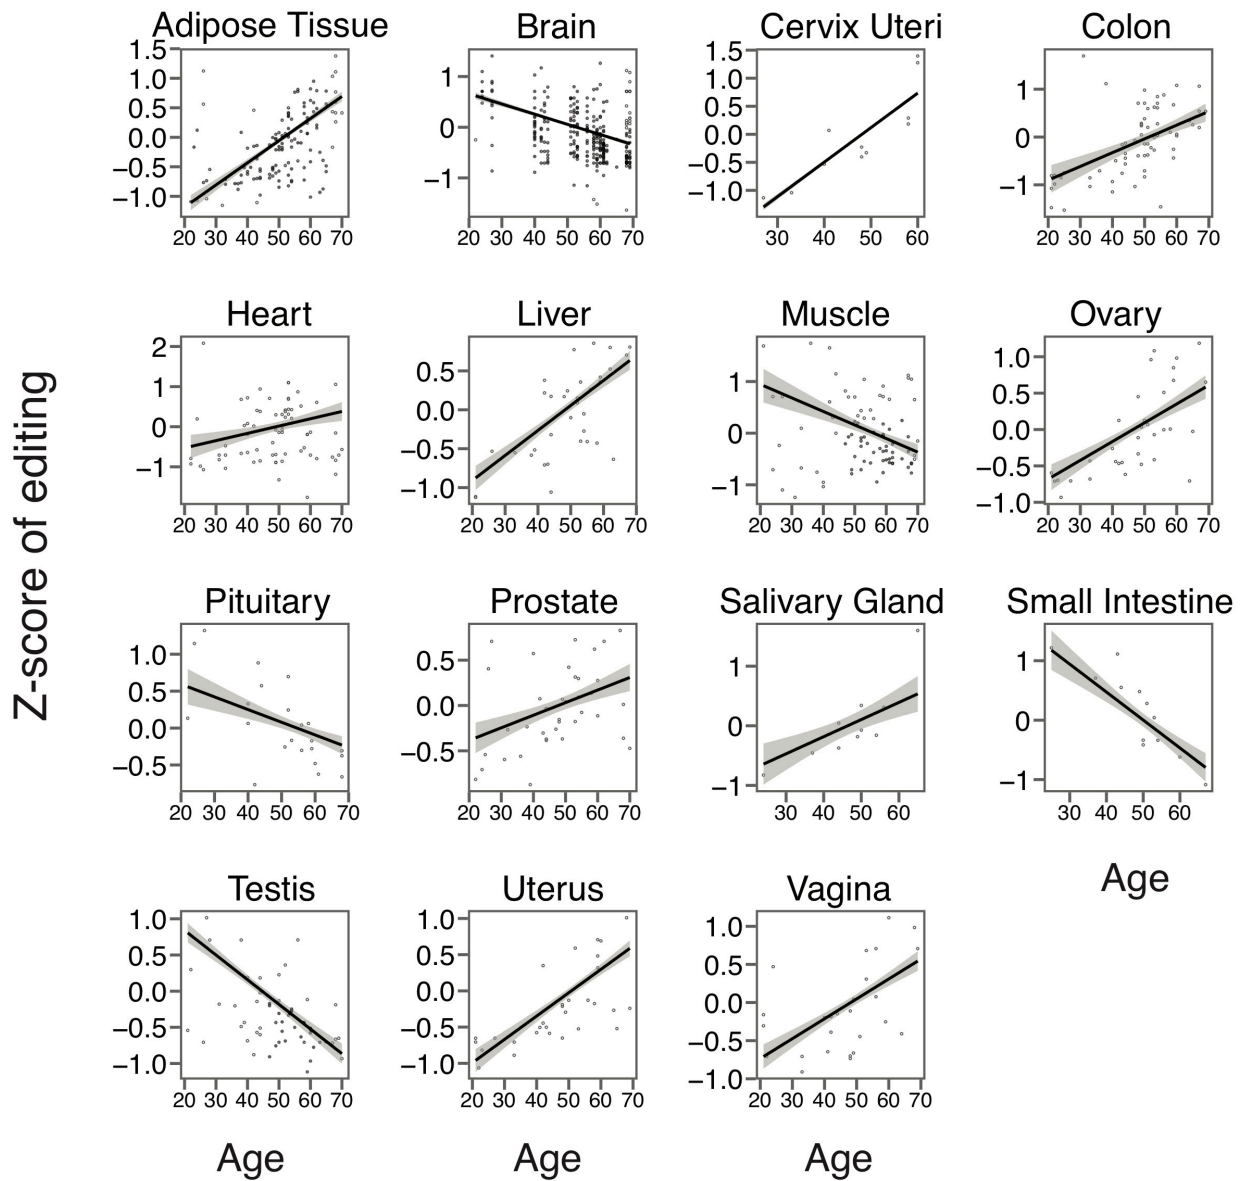 Adipose Tissue Brain Cervix Uteri Colon
1.5 1.0 0.5 0.0 −0.5 −1.0
1 0 −1
1.5 1.0 0.5 0.0 −0.5 −1.0
1 0 −1
20 30 40 50 60 70 20 30 40 50 60 70 30 40 50 60 20 30 40 50 60 70
Heart Liver Muscle Ovary
2 1 0 −1
0.5 0.0 −0.5 −1.0
1 0 −1
1.0 0.5 0.0 −0.5 −1.0
20 30 40 50 60 70 20 30 40 50 60 70 20 30 40 50 60 70 20 30 40 50 60 70
Z-score of editing
Pituitary Prostate Salivary Gland Small Intestine
1.0 0.5 0.0 −0.5
0.5 0.0 −0.5
1 0 −1
1 0 −1
20 30 40 50 60 70 20 30 40 50 60 70 30 40 50 60 30 40 50 60
Age
Testis Uterus Vagina
1.0 0.5 0.0 −0.5 −1.0
1.0 0.5 0.0 −0.5 −1.0
1.0 0.5 0.0 −0.5 −1.0
20 30 40 50 60 70 20 30 40 50 60 70 20 30 40 50 60 70
Age Age Age